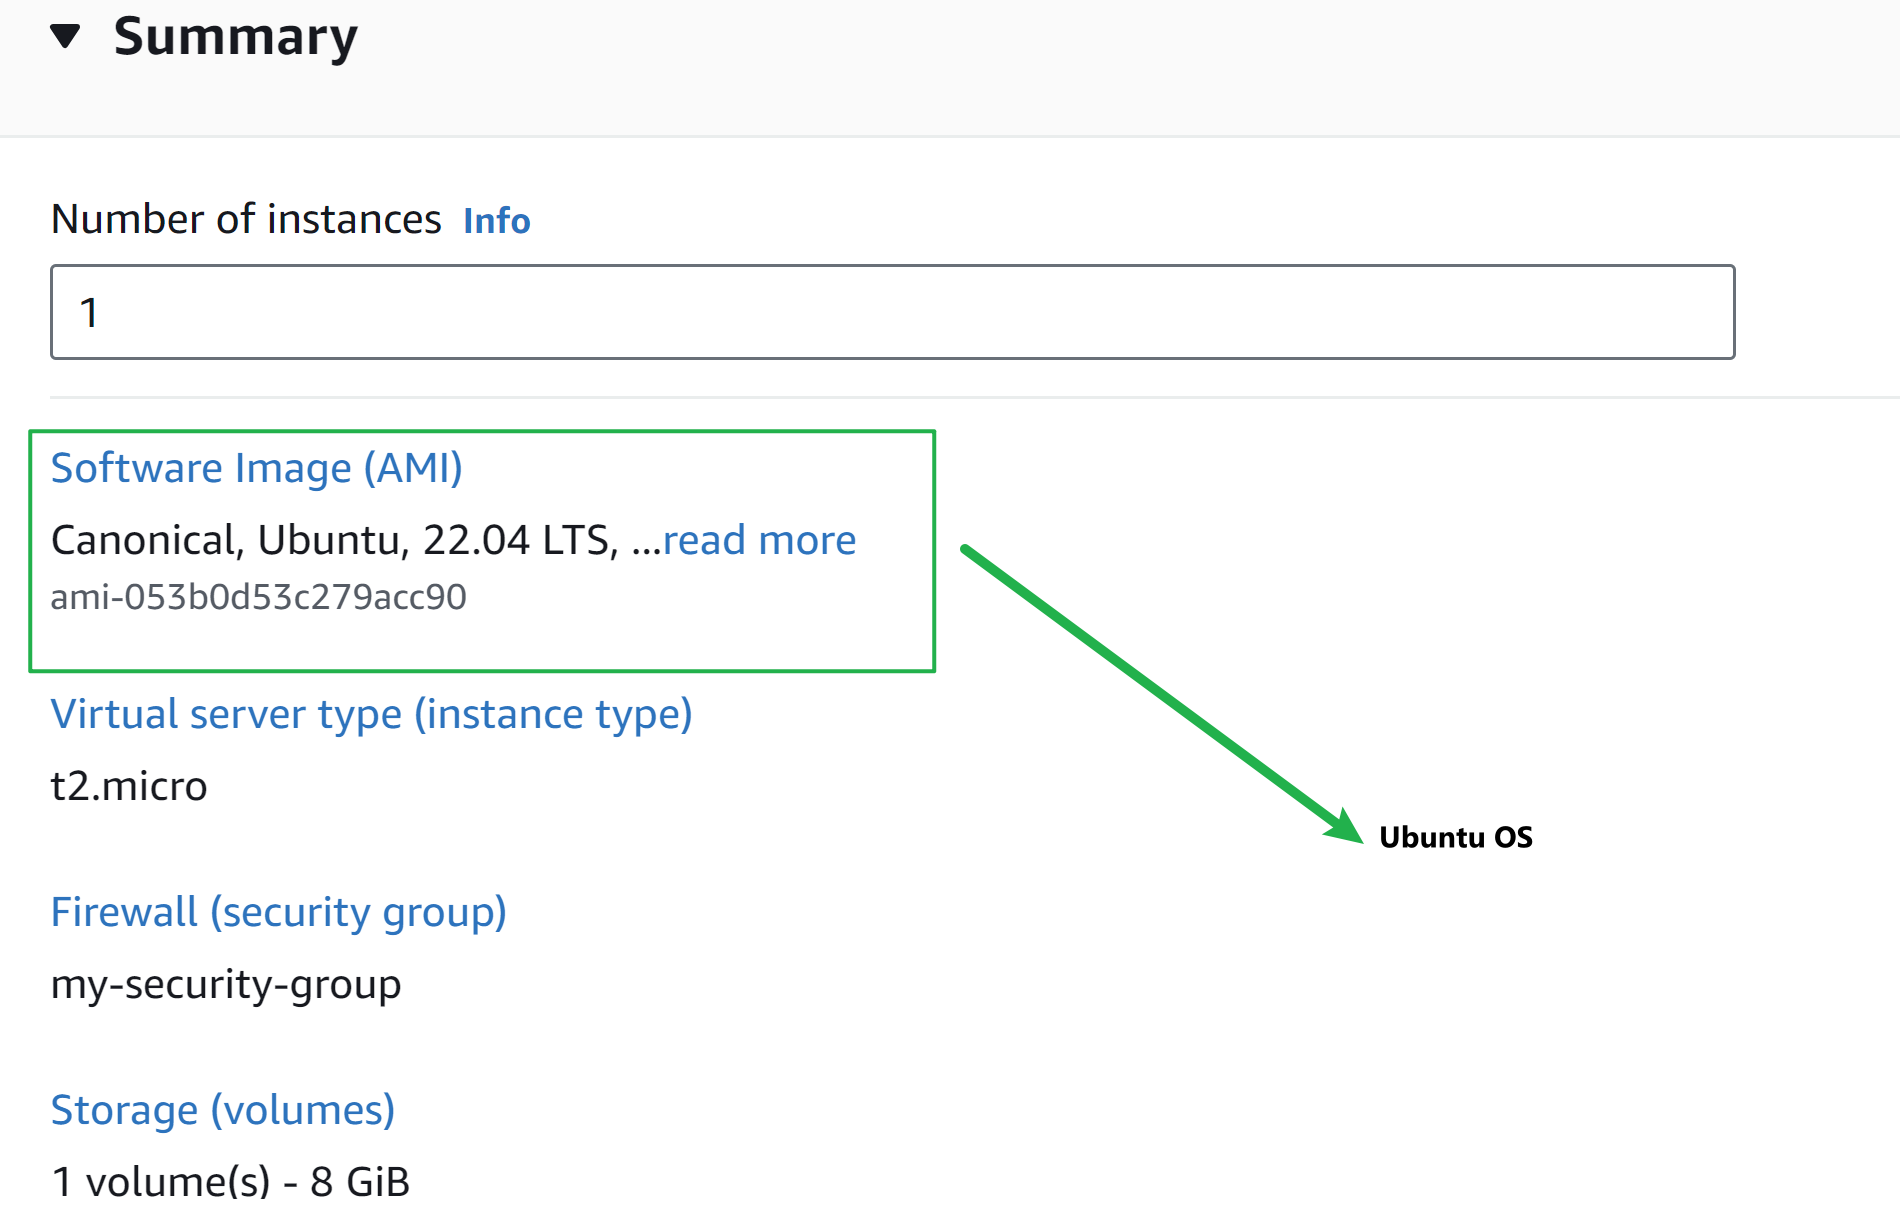 Summary
Number of instances Info
1
Software Image (AMI)
Canonical, Ubuntu, 22.04 LTS, ...read more
ami-053b0d53c279acc90
Virtual server type (instance type)
t2.micro
Ubuntu OS
Firewall (security group)
my-security-group
Storage (volumes)
1 volume(s) - 8 GiB